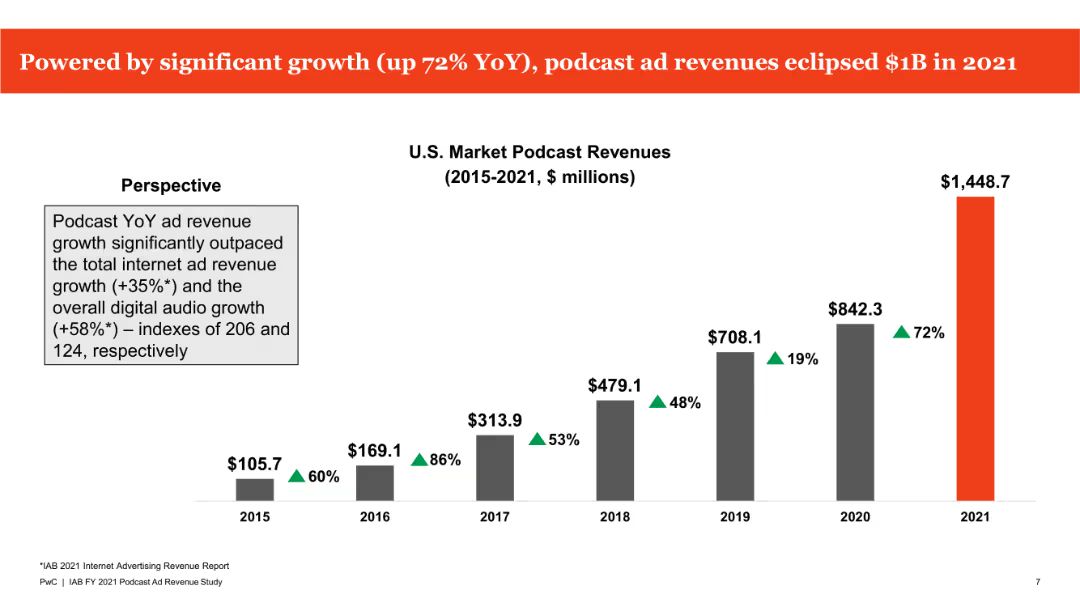 Powered by significant growth (up 72% YoY), podcast ad revenues eclipsed $1B in 2021
U.S. Market Podcast Revenues
(2015-2021, $ millions)
Perspective
Podcast YoY ad revenue
growth significantly outpaced
the total internet ad revenue
growth (+35%*) and the
overall digital audio growth
(+58%*) – indexes of 206 and
124, respectively
$105.7
60%
$169.1
86%
$313.9
53%
$479.1
48%
$708.1
19%
$842.3
72%
$1,448.7
2015
2016
2017
2018
2019
2020
2021
*IAB 2021 Internet Advertising Revenue Report
PwC | IAB FY 2021 Podcast Ad Revenue Study
7